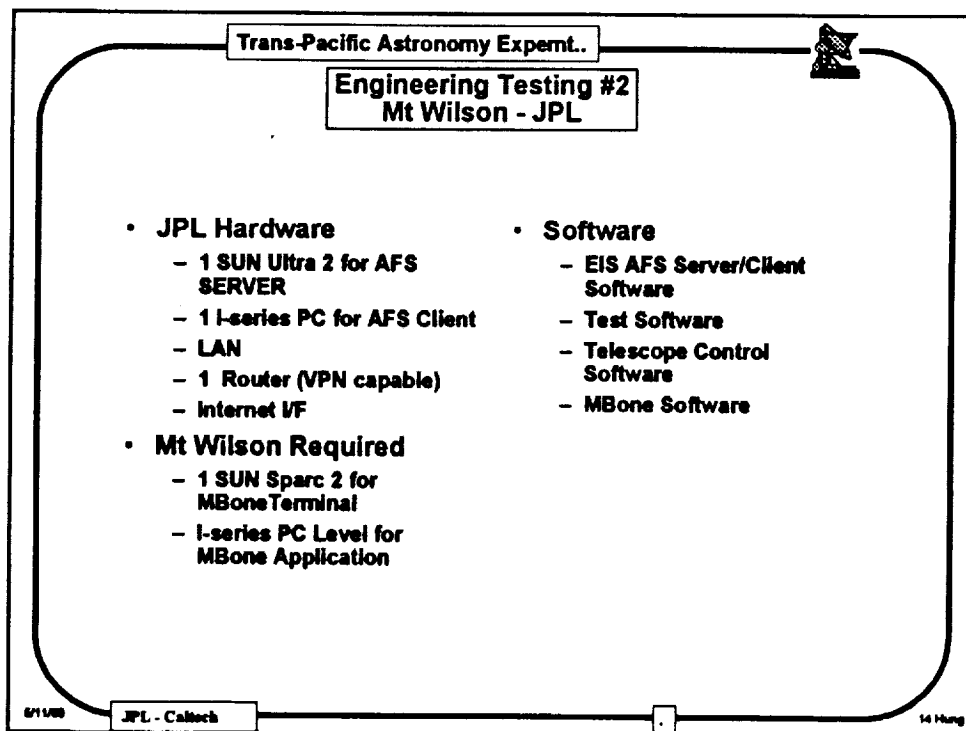 Trans-Pacific Astronomy Expemt..
Engineering Testing #2
Mt Wilson - JPL
• JPL Hardware
– 1 SUN Ultra 2 for AFS
SERVER
– 1 I-series PC for AFS Client
– LAN
– 1 Router (VPN capable)
– Internet I/F
• Mt Wilson Required
– 1 SUN Sparc 2 for
MBoneTerminal
– I-series PC Level for
MBone Application
• Software
– EIS AFS Server/Client
Software
– Test Software
– Telescope Control
Software
– MBone Software
JPL - Caltech
14 Hung